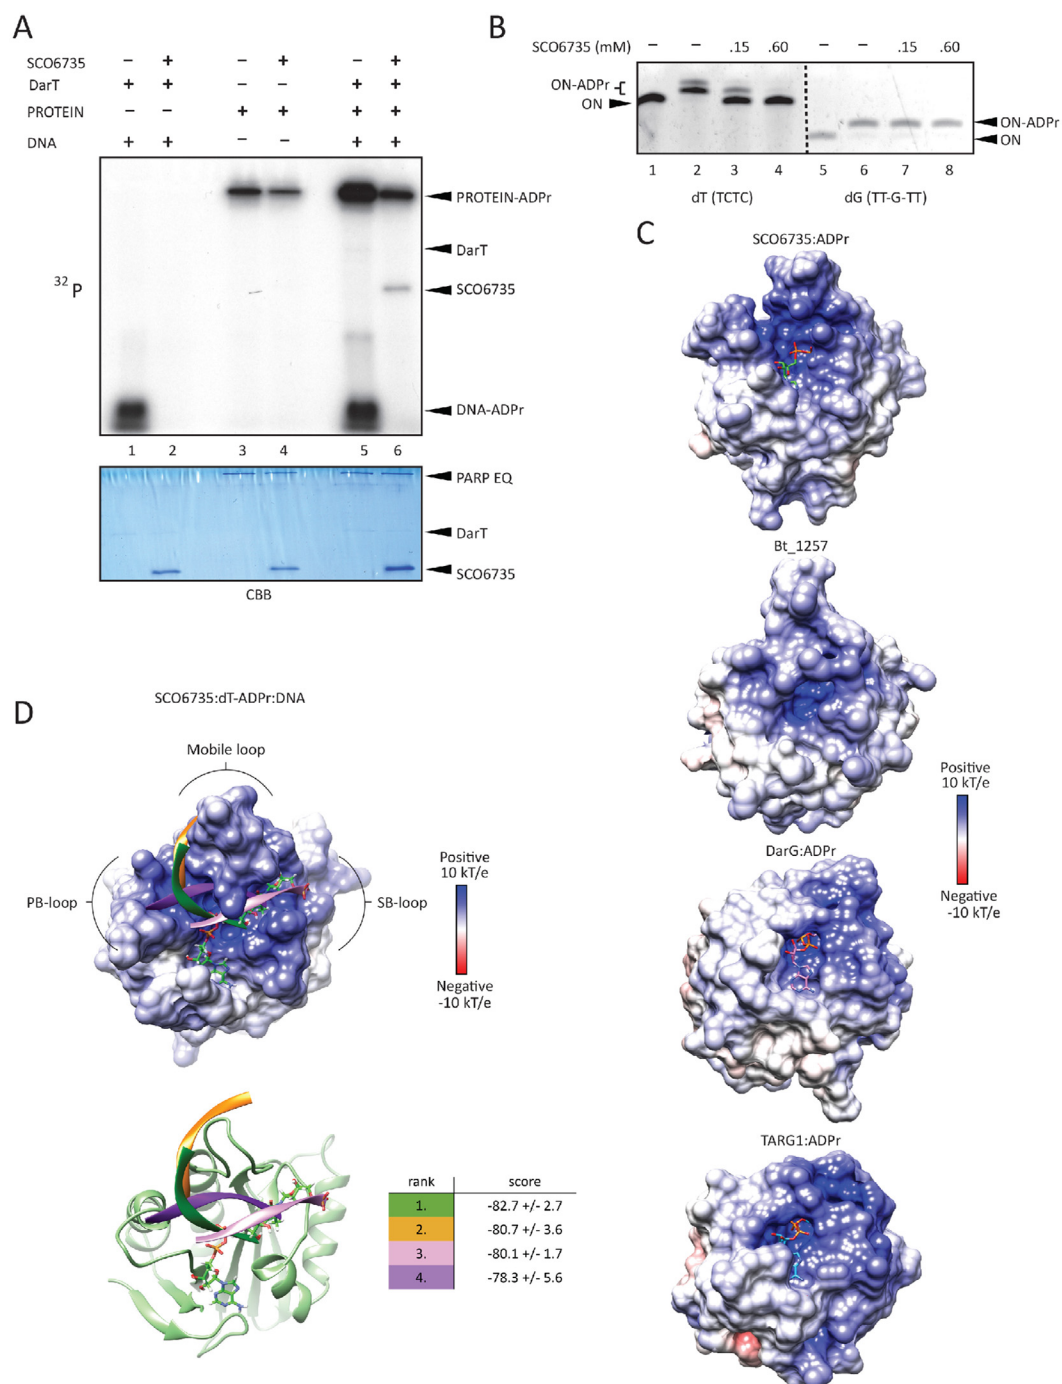 A
SCO6735 – + – + – +
DarT + + – – + +
PROTEIN – – + + + +
DNA + + – – + +
PROTEIN-ADPr
DarT
32P
SCO6735
DNA-ADPr
1 2 3 4 5 6
PARP EQ
DarT
SCO6735
CBB
B
SCO6735 (mM) – – .15 .60 – – .15 .60
ON-ADPr
ON
ON-ADPr
ON
1 2 3 4 5 6 7 8
dT (TCTC) dG (TT-G-TT)
C
SCO6735:ADPr
Bt_1257
DarG:ADPr
TARG1:ADPr
Positive
10 kT/e
Negative
-10 kT/e
D
SCO6735:dT-ADPr:DNA
Mobile loop
PB-loop
SB-loop
Positive
10 kT/e
Negative
-10 kT/e
rank score
1. -82.7 +/- 2.7
2. -80.7 +/- 3.6
3. -80.1 +/- 1.7
4. -78.3 +/- 5.6